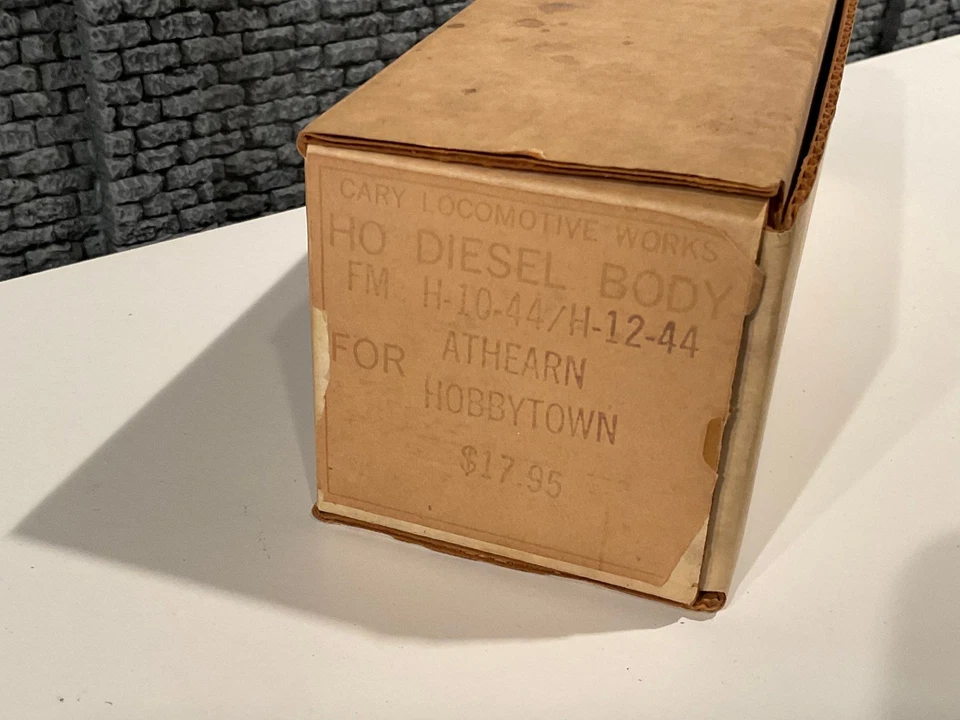 CARY LOCOMOTIVE WORKS
HO DIESEL BODY
FM H-10-44/H-12-44
FOR ATHEARN
HOBBYTOWN
$17.95